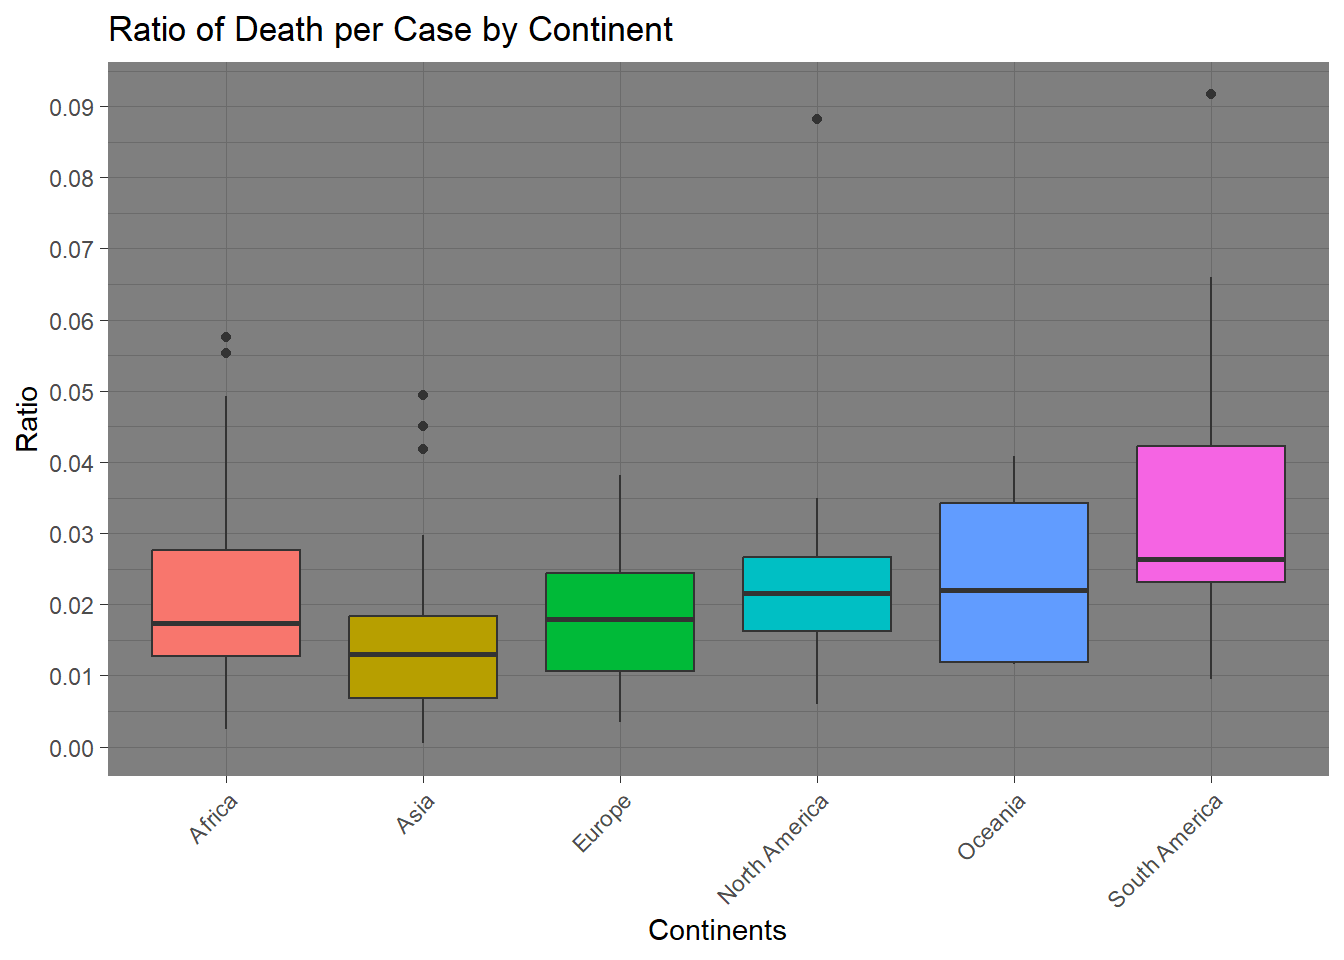 Ratio of Death per Case by Continent
0.09
0.08
0.07
0.06
0.05
0.04
0.03
0.02
0.01
0.00
Ratio
Africa
Asia
Europe
North America
Oceania
South America
Continents